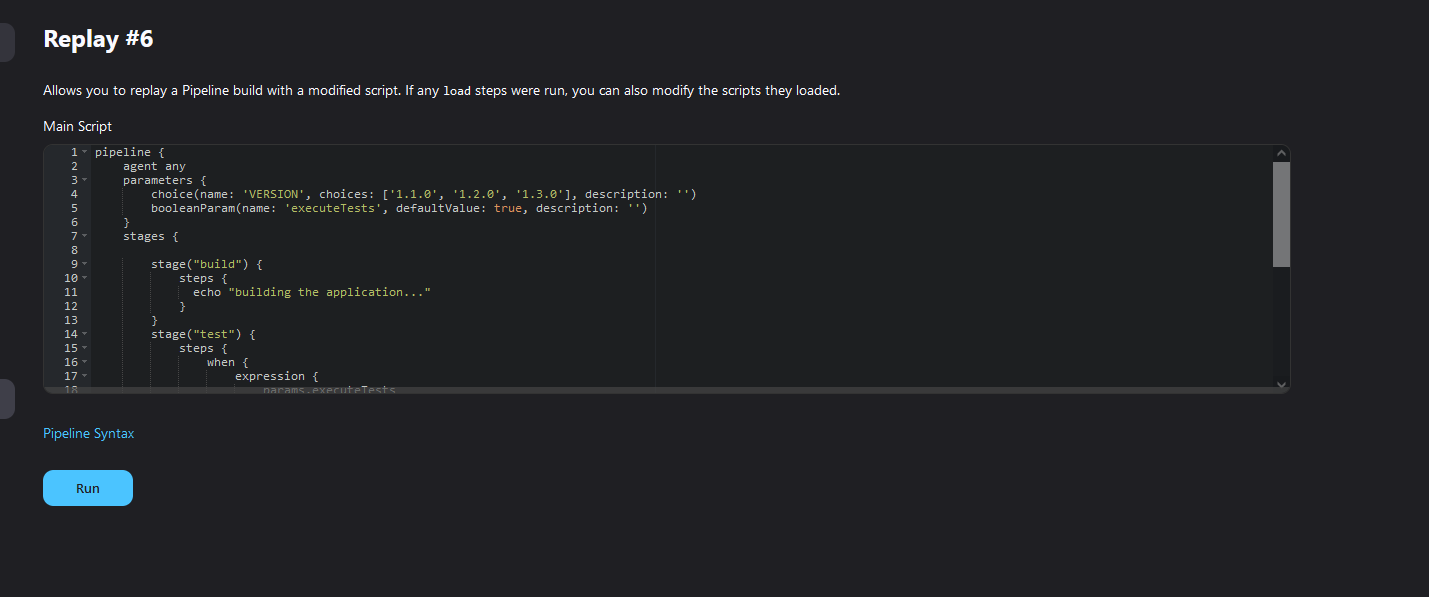 Replay #6
Allows you to replay a Pipeline build with a modified script. If any load steps were run, you can also modify the scripts they loaded.
Main Script
1 pipeline {
2     agent any
3     parameters {
4         choice(name: 'VERSION', choices: ['1.1.0', '1.2.0', '1.3.0'], description: '')
5         booleanParam(name: 'executeTests', defaultValue: true, description: '')
6     }
7     stages {
8
9         stage("build") {
10             steps {
11               echo "building the application..."
12             }
13         }
14         stage("test") {
15             steps {
16                 when {
17                     expression {
18                         params.executeTests
Pipeline Syntax
Run